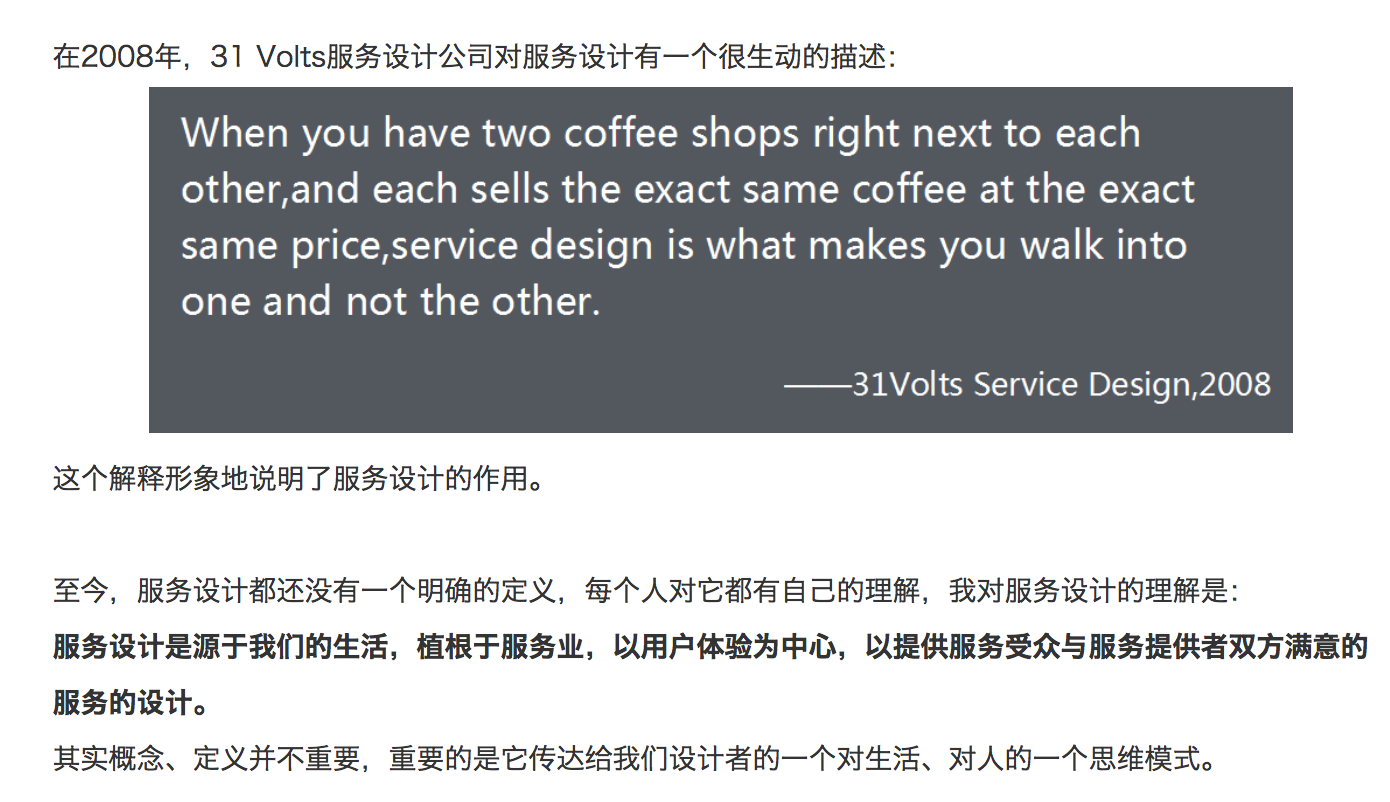 在2008年，31 Volts服务设计公司对服务设计有一个很生动的描述：
When you have two coffee shops right next to each
other,and each sells the exact same coffee at the exact
same price,service design is what makes you walk into
one and not the other.
——31Volts Service Design,2008
这个解释形象地说明了服务设计的作用。
至今，服务设计都还没有一个明确的定义，每个人对它都有自己的理解，我对服务设计的理解是：
服务设计是源于我们的生活，植根于服务业，以用户体验为中心，以提供服务受众与服务提供者双方满意的
服务的设计。
其实概念、定义并不重要，重要的是它传达给我们设计者的一个对生活、对人的一个思维模式。